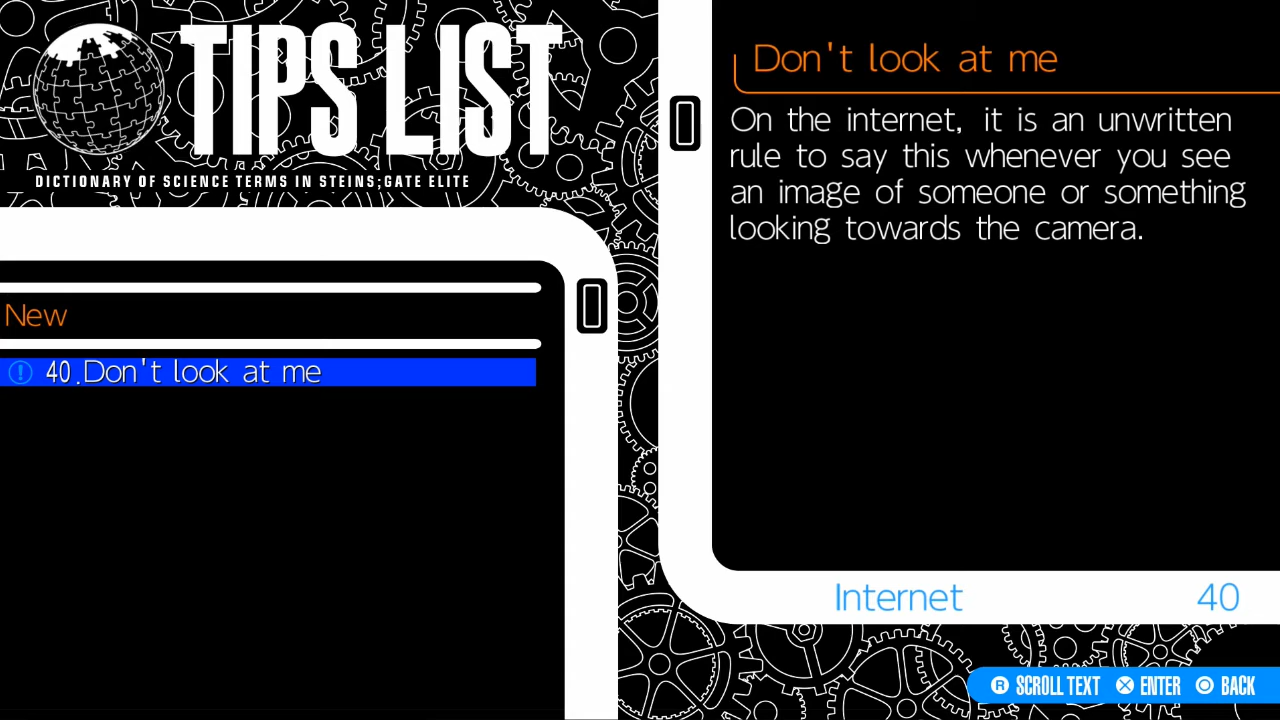 TIPS LIST
DICTIONARY OF SCIENCE TERMS IN STEINS;GATE ELITE
New
40.Don't look at me
Don't look at me
On the internet, it is an unwritten
rule to say this whenever you see
an image of someone or something
looking towards the camera.
Internet 40
R SCROLL TEXT ENTER BACK